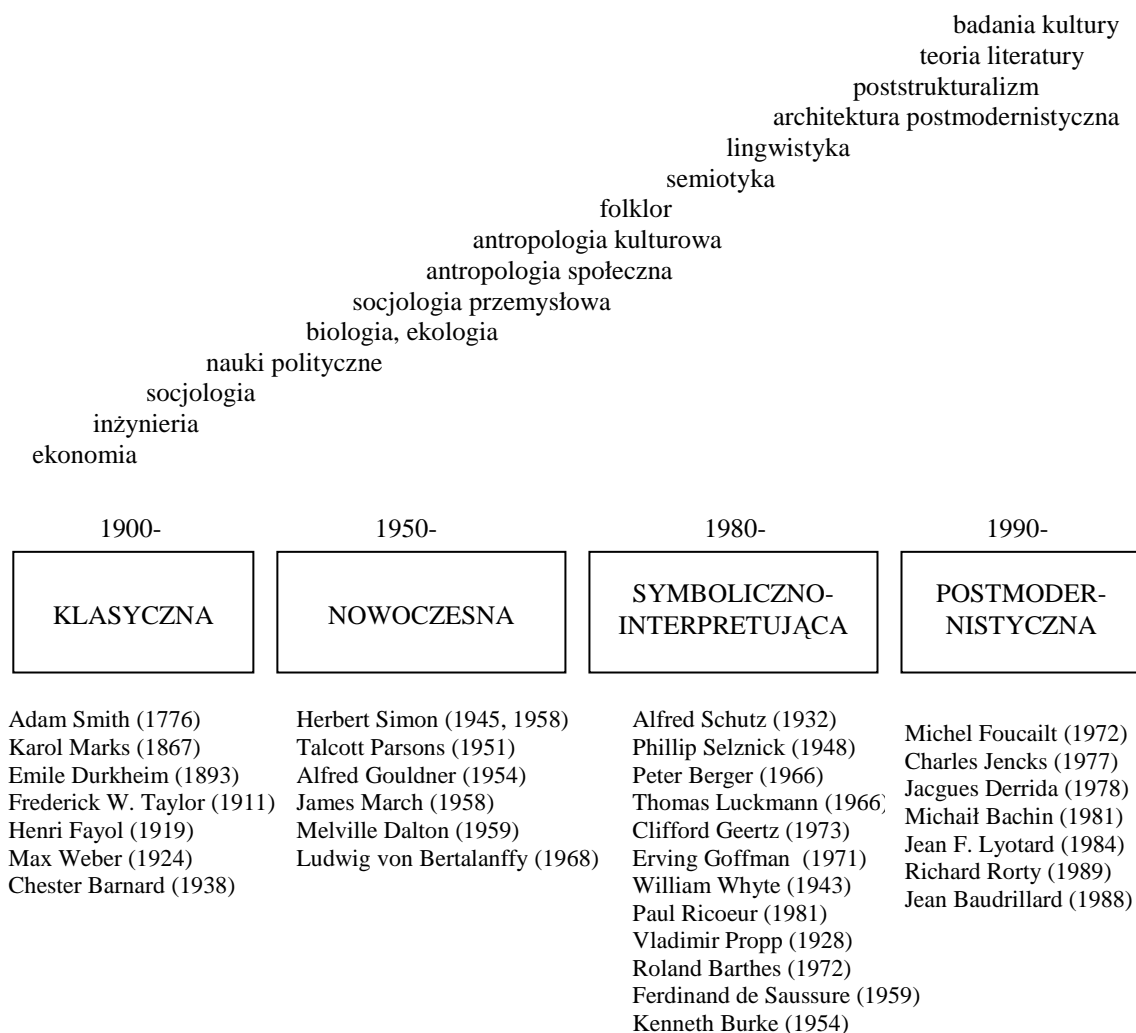 badania kultury
teoria literatury
poststrukturalizm
architektura postmodernistyczna
lingwistyka
semiotyka
folklor
antropologia kulturowa
antropologia społeczna
socjologia przemysłowa
biologia, ekologia
nauki polityczne
socjologia
inżynieria
ekonomia
1900-
KLASYCZNA
Adam Smith (1776)
Karol Marks (1867)
Emile Durkheim (1893)
Frederick W. Taylor (1911)
Henri Fayol (1919)
Max Weber (1924)
Chester Barnard (1938)
1950-
NOWOCZESNA
Herbert Simon (1945, 1958)
Talcott Parsons (1951)
Alfred Gouldner (1954)
James March (1958)
Melville Dalton (1959)
Ludwig von Bertalanffy (1968)
1980-
SYMBOLICZNO-
INTERPRETUJĄCA
Alfred Schutz (1932)
Phillip Selznick (1948)
Peter Berger (1966)
Thomas Luckmann (1966)
Clifford Geertz (1973)
Erving Goffman (1971)
William Whyte (1943)
Paul Ricoeur (1981)
Vladimir Propp (1928)
Roland Barthes (1972)
Ferdinand de Saussure (1959)
Kenneth Burke (1954)
1990-
POSTMODER-
NISTYCZNA
Michel Foucailt (1972)
Charles Jencks (1977)
Jacgues Derrida (1978)
Michaił Bachin (1981)
Jean F. Lyotard (1984)
Richard Rorty (1989)
Jean Baudrillard (1988)